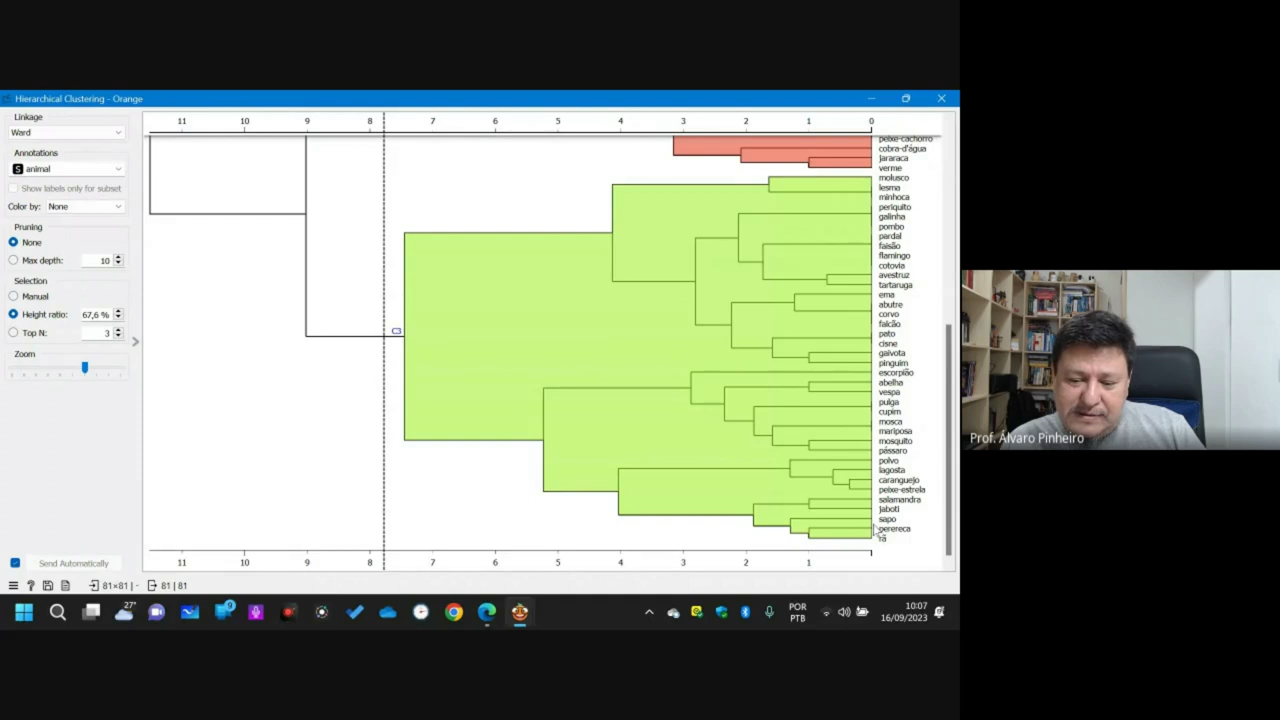 Hierarchical Clustering - Orange
Linkage
Ward
Annotations
S animal
Show labels only for subset
Color by: None
Pruning
None
Max depth: 10
Selection
Manual
Height ratio: 67,6 %
Top N: 3
Zoom
Send Automatically
11 10 9 8 7 6 5 4 3 2 1 0
C3
peixe-cachorro
cobra-d'água
jararaca
verme
molusco
lesma
minhoca
periquito
galinha
pombo
pardal
faisão
flamingo
cotovia
avestruz
tartaruga
ema
abutre
corvo
falcão
pato
cisne
gaivota
pinguim
escorpião
abelha
vespa
pulga
cupim
mosca
mariposa
mosquito
pássaro
polvo
lagosta
caranguejo
peixe-estrela
salamandra
jaboti
sapo
perereca
rã
11 10 9 8 7 6 5 4 3 2 1
81×81 | - 81 | 81
27°
9
POR
PTB
10:07
16/09/2023
Prof. Álvaro Pinheiro